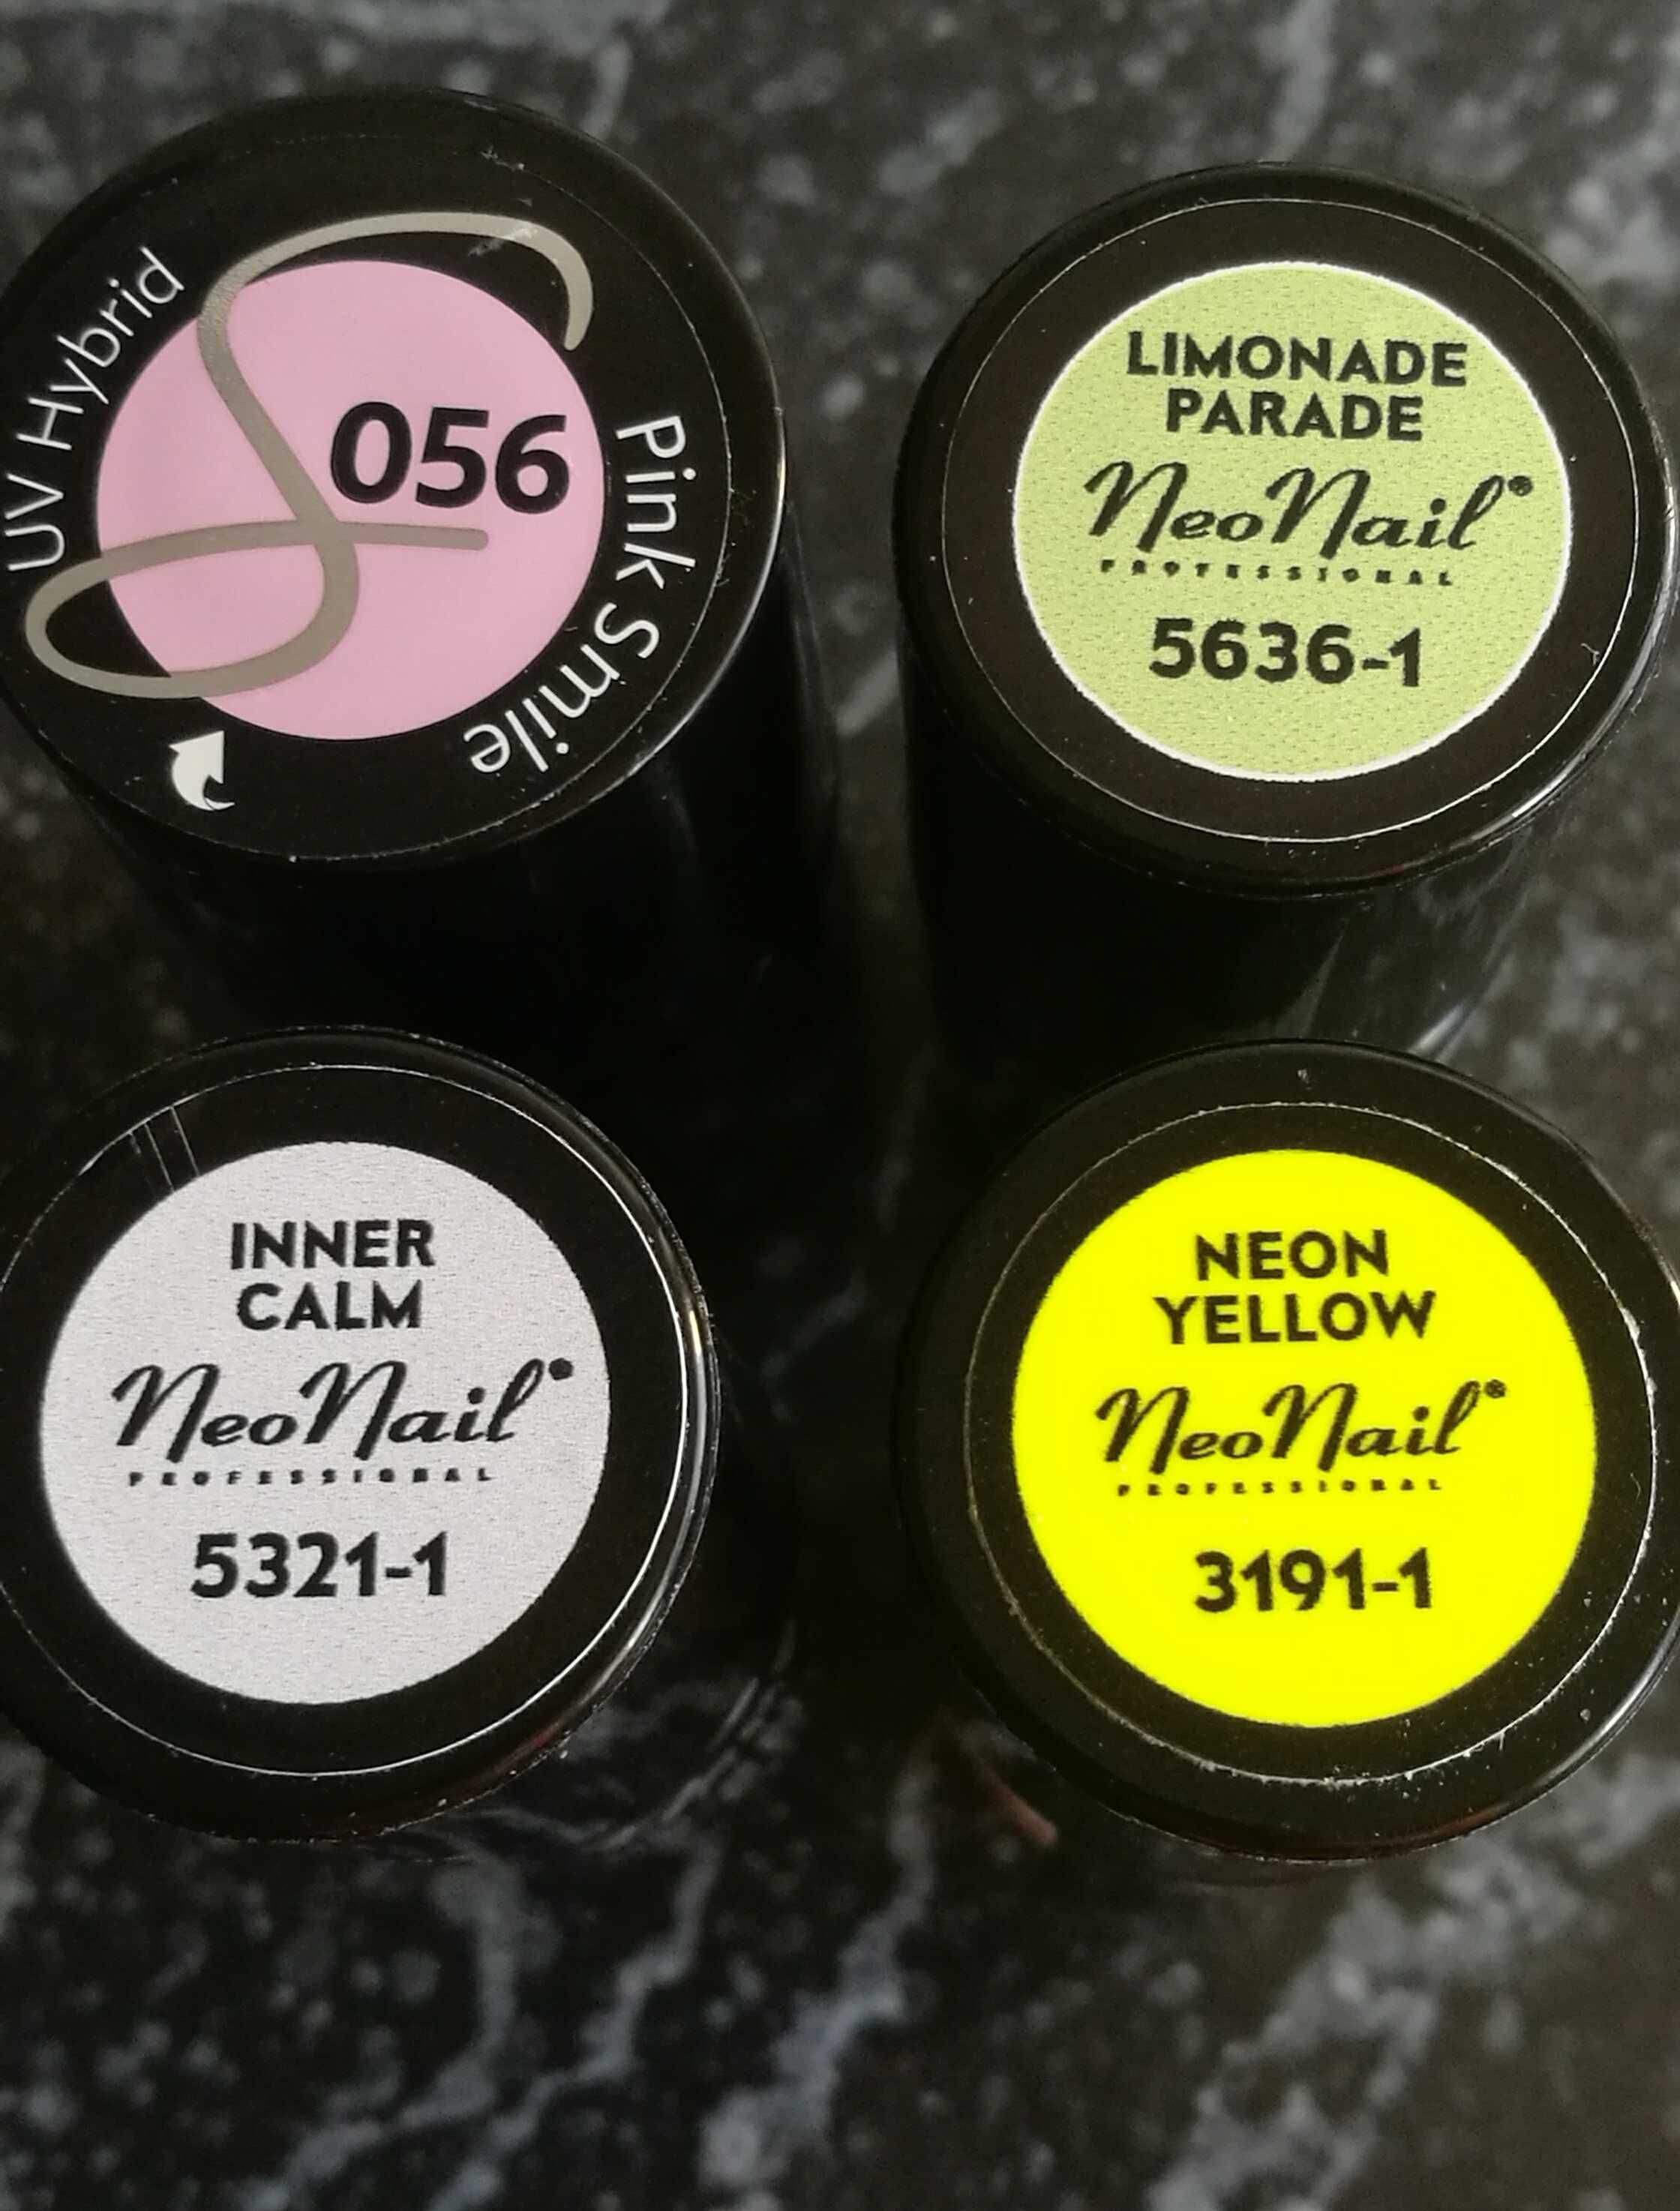 UV Hybrid
056
Pink Smile
LIMONADE
PARADE
NeoNail®
PROFESSIONAL
5636-1
INNER
CALM
NeoNail®
PROFESSIONAL
5321-1
NEON
YELLOW
NeoNail®
PROFESSIONAL
3191-1